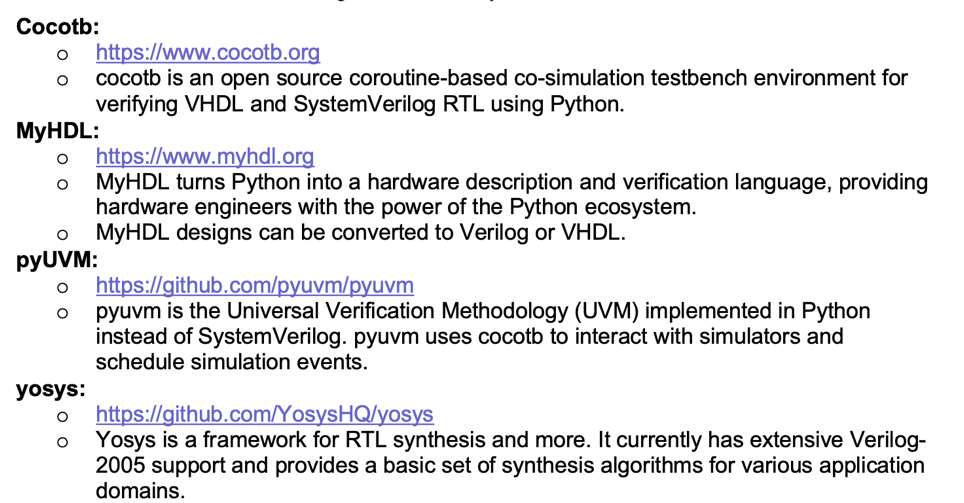 Cocotb:
○ https://www.cocotb.org
○ cocotb is an open source coroutine-based co-simulation testbench environment for
verifying VHDL and SystemVerilog RTL using Python.
MyHDL:
○ https://www.myhdl.org
○ MyHDL turns Python into a hardware description and verification language, providing
hardware engineers with the power of the Python ecosystem.
○ MyHDL designs can be converted to Verilog or VHDL.
pyUVM:
○ https://github.com/pyuvm/pyuvm
○ pyuvm is the Universal Verification Methodology (UVM) implemented in Python
instead of SystemVerilog. pyuvm uses cocotb to interact with simulators and
schedule simulation events.
yosys:
○ https://github.com/YosysHQ/yosys
○ Yosys is a framework for RTL synthesis and more. It currently has extensive Verilog-
2005 support and provides a basic set of synthesis algorithms for various application
domains.